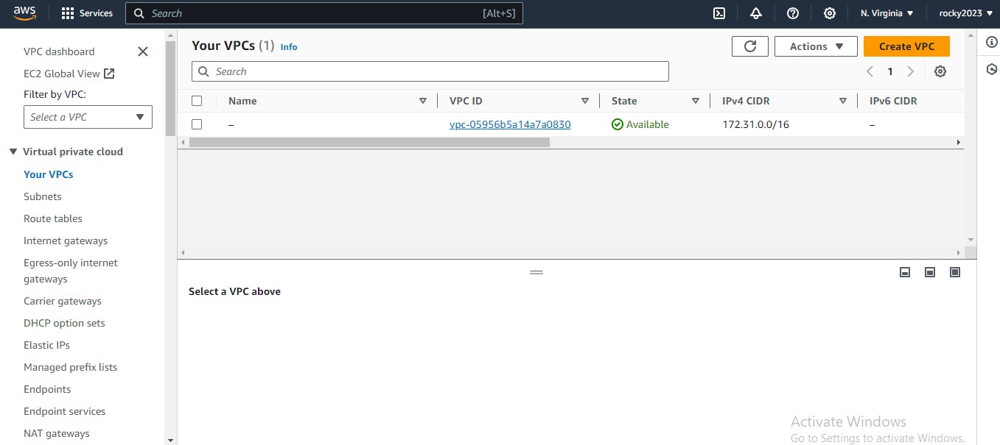 aws
Services
Search
[Alt+S]
N. Virginia
rocky2023
VPC dashboard
EC2 Global View
Filter by VPC:
Select a VPC
Virtual private cloud
Your VPCs
Subnets
Route tables
Internet gateways
Egress-only internet
gateways
Carrier gateways
DHCP option sets
Elastic IPs
Managed prefix lists
Endpoints
Endpoint services
NAT gateways
Your VPCs (1) Info
Actions
Create VPC
Search
1
Name
VPC ID
State
IPv4 CIDR
IPv6 CIDR
–
vpc-05956b5a14a7a0830
Available
172.31.0.0/16
–
Select a VPC above
Activate Windows
Go to Settings to activate Windows.